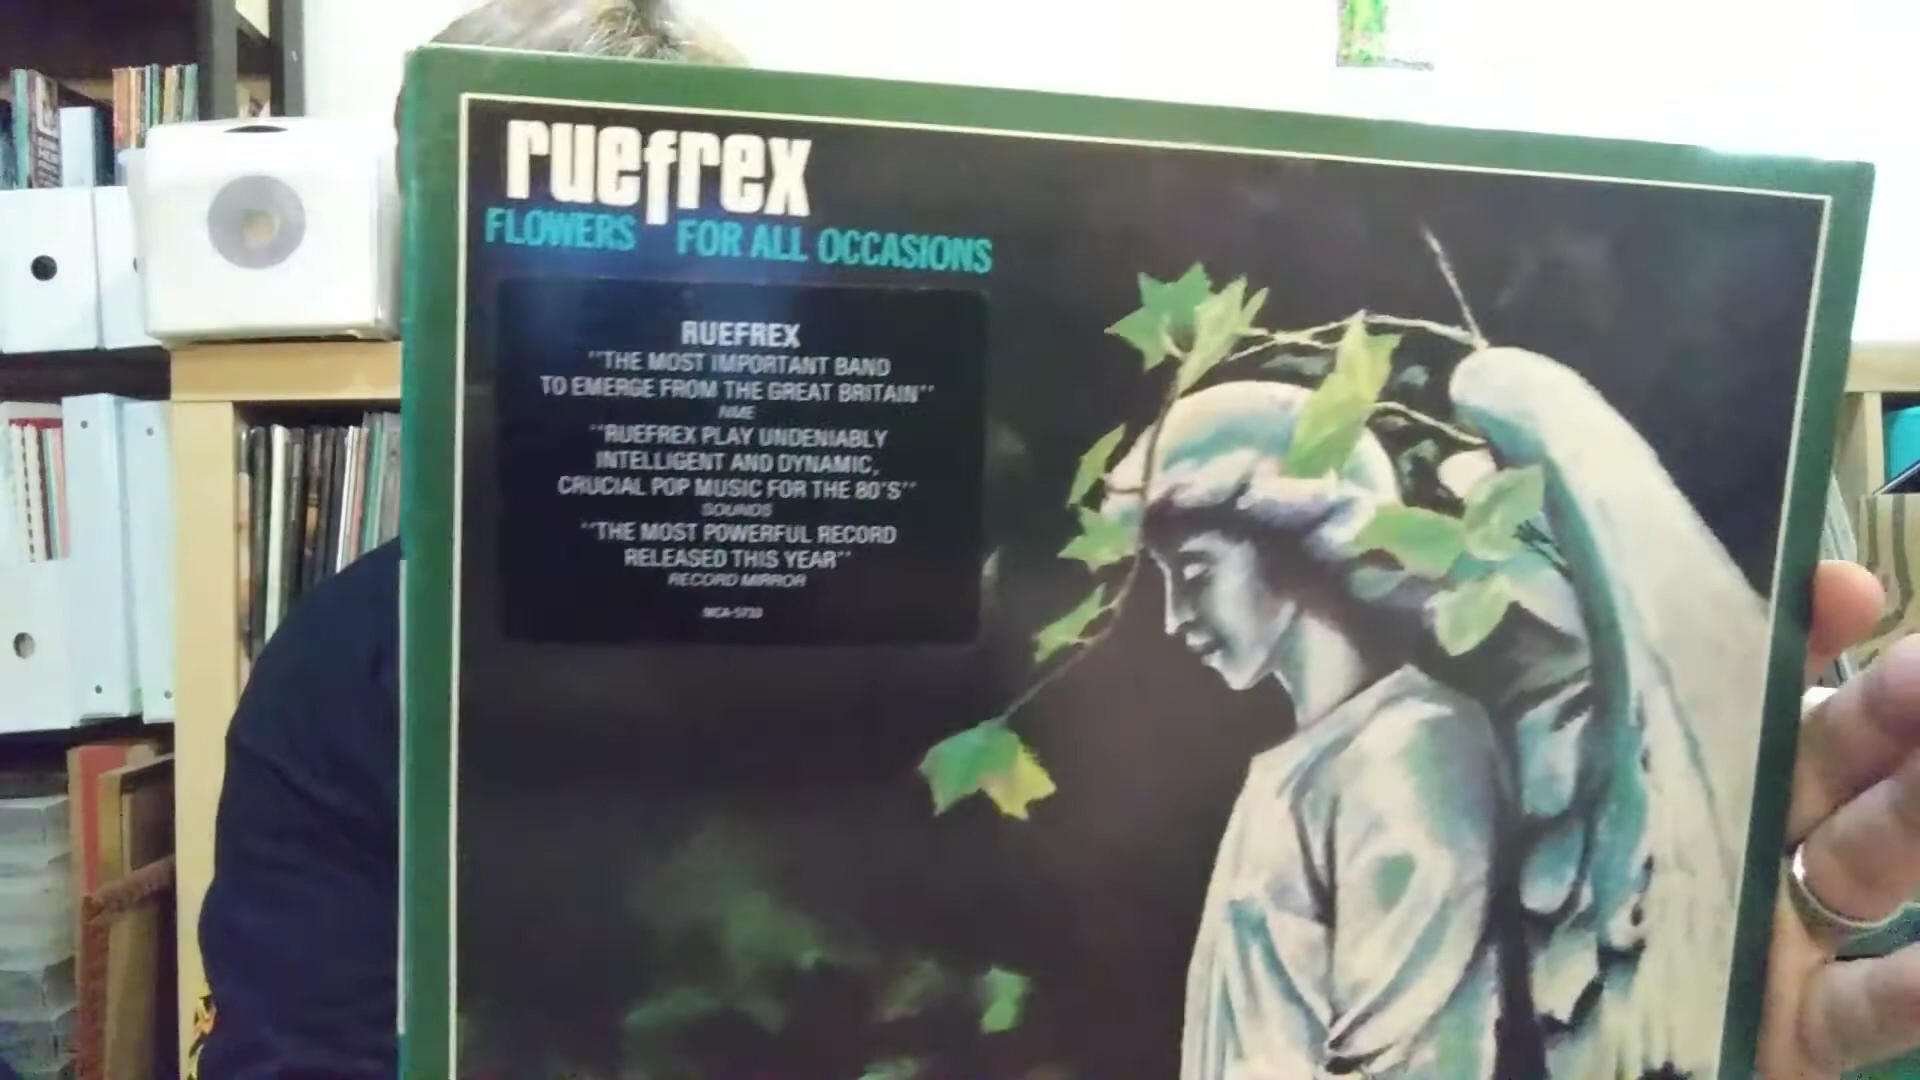 ruefrex
FLOWERS FOR ALL OCCASIONS
RUEFREX
"THE MOST IMPORTANT BAND
TO EMERGE FROM THE GREAT BRITAIN"
NME
"RUEFREX PLAY UNDENIABLY
INTELLIGENT AND DYNAMIC,
CRUCIAL POP MUSIC FOR THE 80'S"
SOUNDS
"THE MOST POWERFUL RECORD
RELEASED THIS YEAR"
RECORD MIRROR